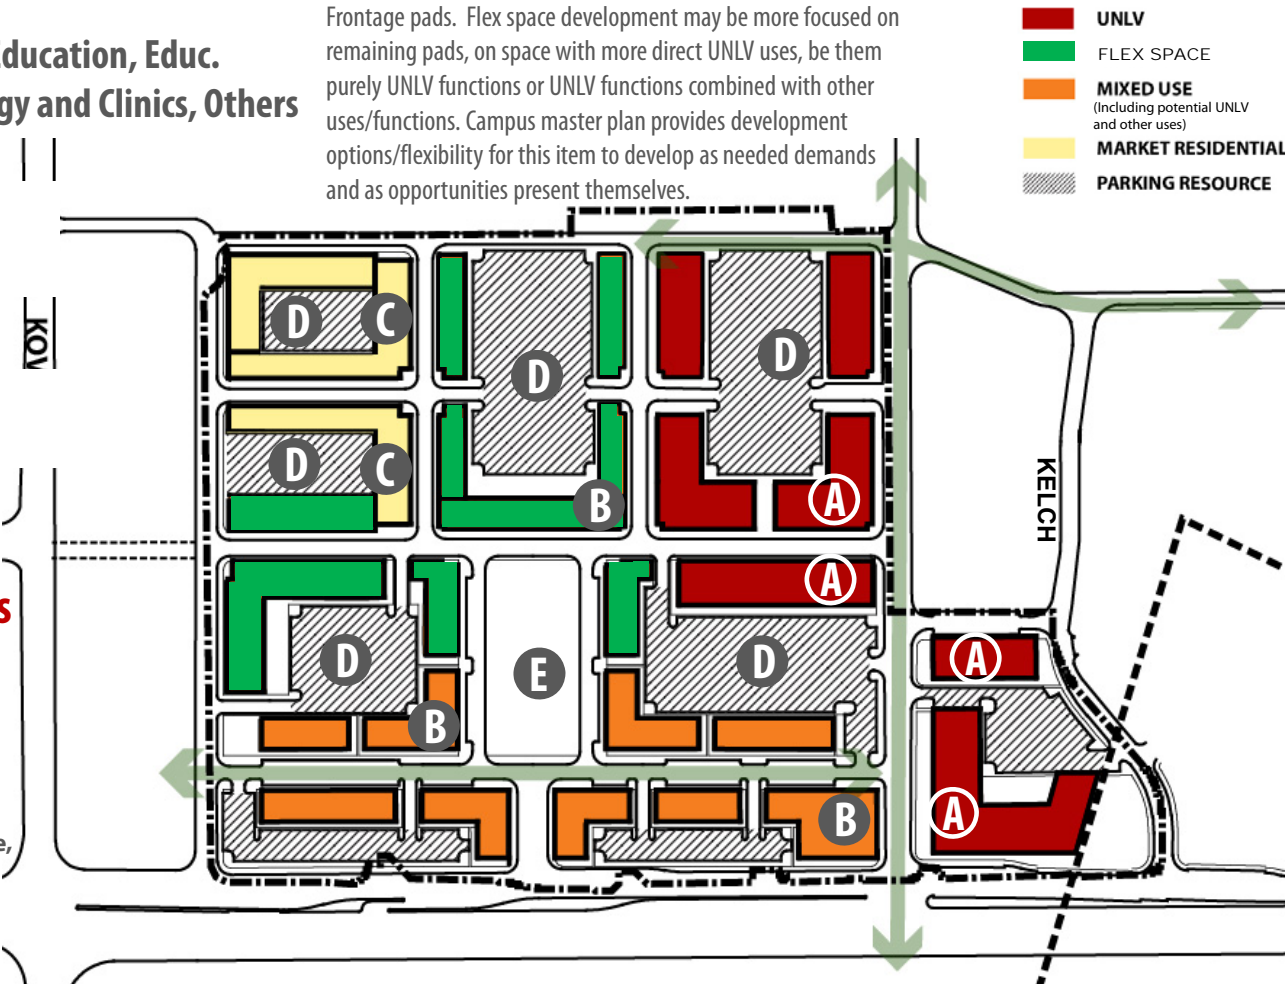 Education, Educ.
gy and Clinics, Others
Frontage pads. Flex space development may be more focused on
remaining pads, on space with more direct UNLV uses, be them
purely UNLV functions or UNLV functions combined with other
uses/functions. Campus master plan provides development
options/flexibility for this item to develop as needed demands
and as opportunities present themselves.
UNLV
FLEX SPACE
MIXED USE
(Including potential UNLV
and other uses)
MARKET RESIDENTIAL
PARKING RESOURCE
KOV
D
C
D
D
D
C
B
A
KELCH
A
D
E
D
A
B
A
B
s
e,